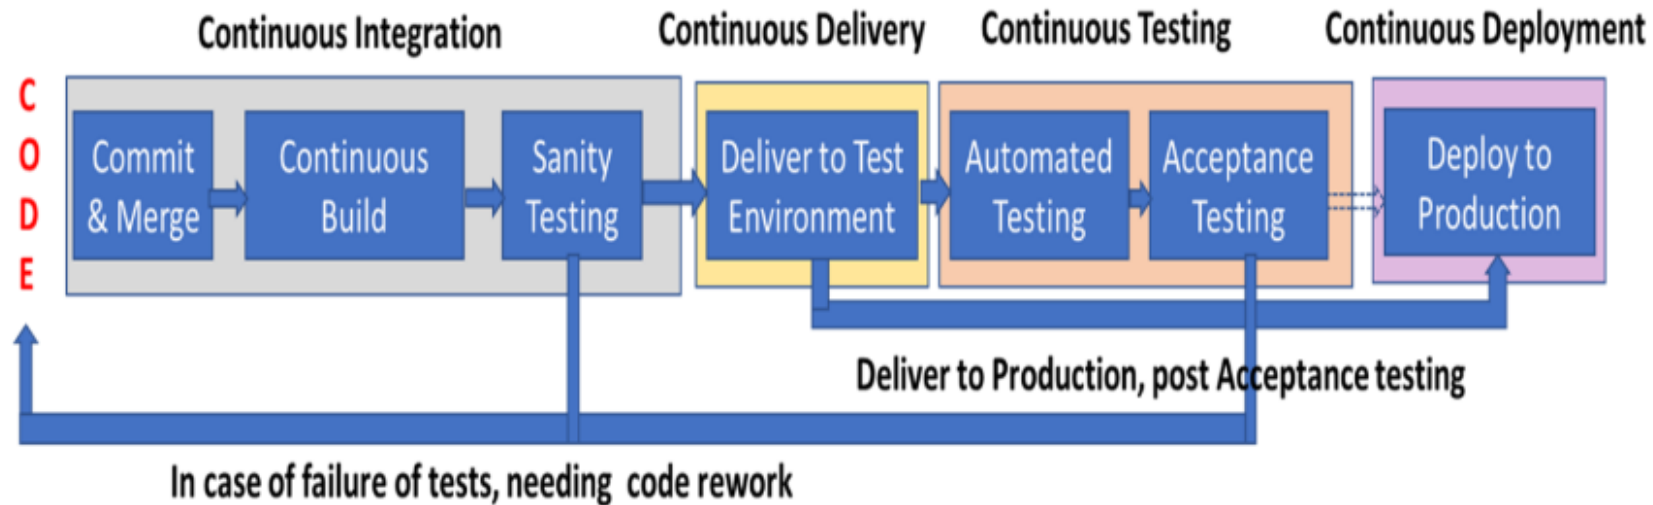 Continuous Integration
Continuous Delivery
Continuous Testing
Continuous Deployment
C
O
D
E
Commit
& Merge
Continuous
Build
Sanity
Testing
Deliver to Test
Environment
Automated
Testing
Acceptance
Testing
Deploy to
Production
Deliver to Production, post Acceptance testing
In case of failure of tests, needing code rework